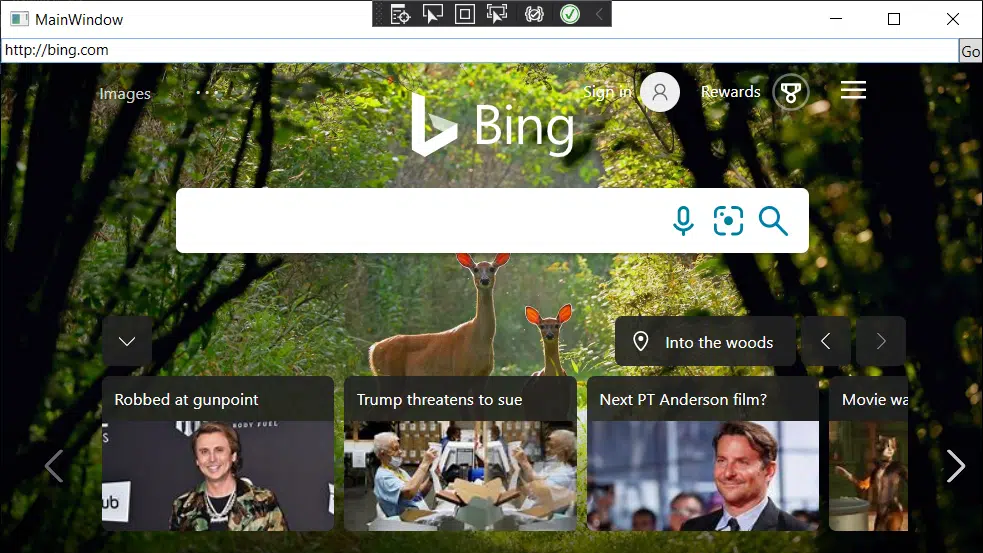 MainWindow
http://bing.com
Go
Images
Sign in
Rewards
Bing
Into the woods
Robbed at gunpoint
Trump threatens to sue
Next PT Anderson film?
Movie wa
BODY FUEL
ub